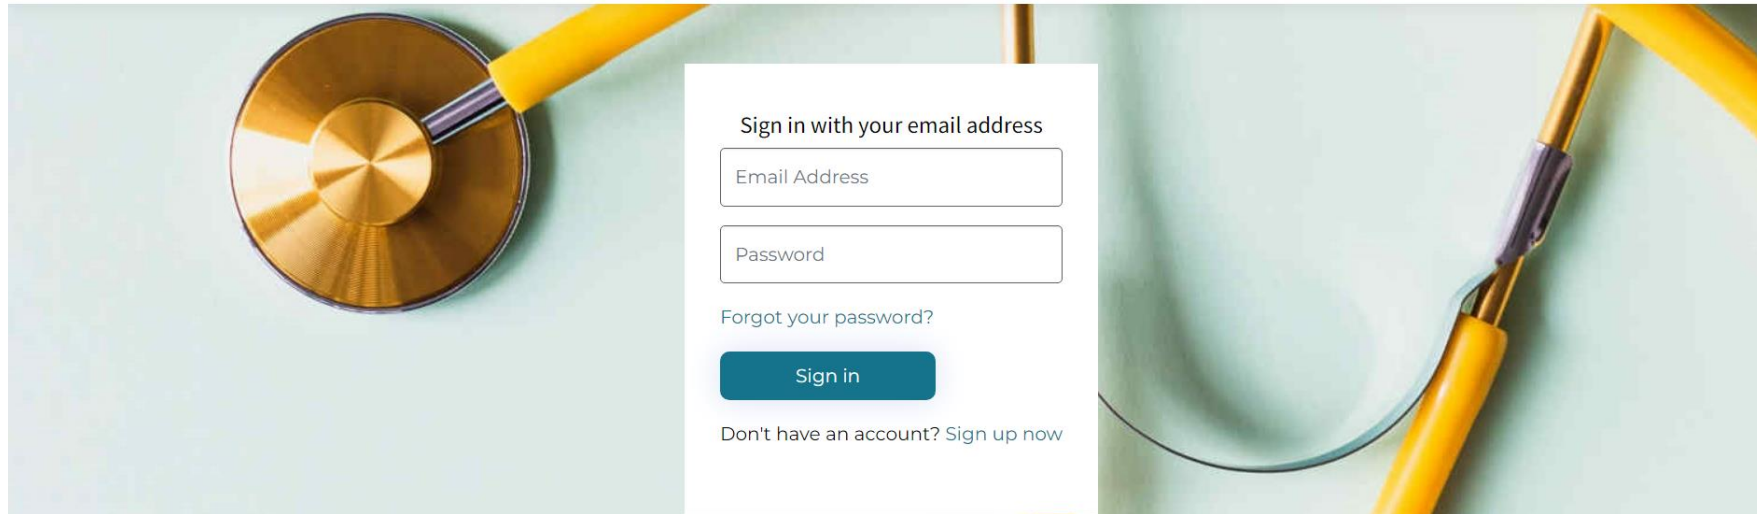 Sign in with your email address
Email Address
Password
Forgot your password?
Sign in
Don't have an account? Sign up now